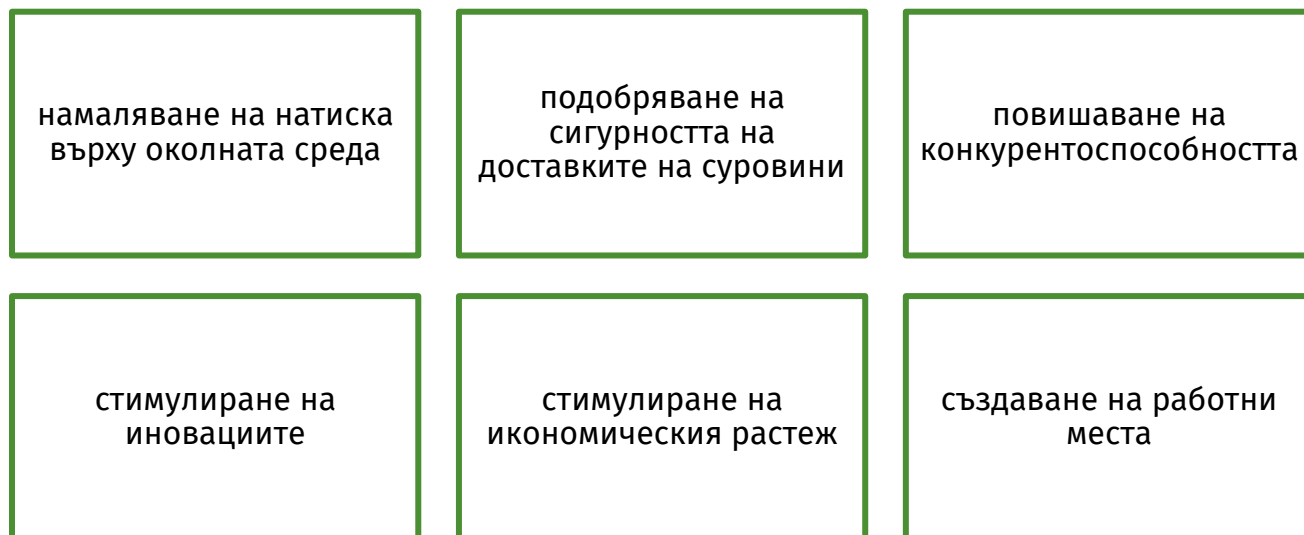 намаляване на натиска
върху околната среда
подобряване на
сигурността на
доставките на суровини
повишаване на
конкурентоспособността
стимулиране на
иновациите
стимулиране на
икономическия растеж
създаване на работни
места